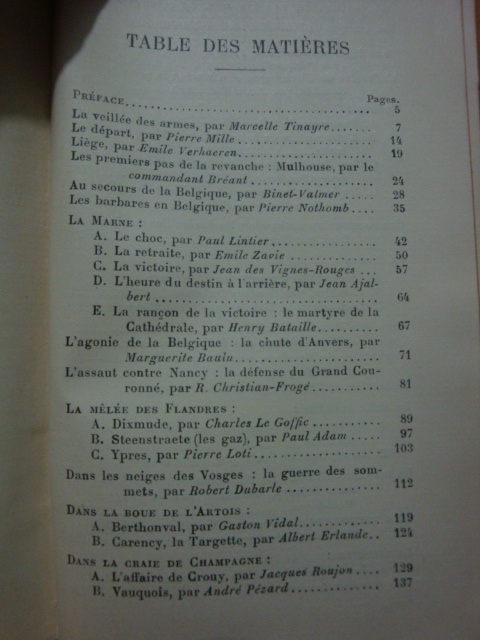 TABLE DES MATIÈRES
Pages.
PRÉFACE 5
La veillée des armes, par Marcelle Tinayre 7
Le départ, par Pierre Mille 14
Liège, par Emile Verhaeren 19
Les premiers pas de la revanche : Mulhouse, par le
commandant Bréant 24
Au secours de la Belgique, par Binet-Valmer 28
Les barbares en Belgique, par Pierre Nothomb 35
LA MARNE :
A. Le choc, par Paul Lintier 42
B. La retraite, par Emile Zavie 50
C. La victoire, par Jean des Vignes-Rouges 57
D. L'heure du destin à l'arrière, par Jean Ajal-
bert 64
E. La rançon de la victoire : le martyre de la
Cathédrale, par Henry Bataille 67
L'agonie de la Belgique : la chute d'Anvers, par
Marguerite Baulu 71
L'assaut contre Nancy : la défense du Grand Cou-
ronné, par R. Christian-Frogé 81
LA MÊLÉE DES FLANDRES :
A. Dixmude, par Charles Le Goffic 89
B. Steenstraete (les gaz), par Paul Adam 97
C. Ypres, par Pierre Loti 103
Dans les neiges des Vosges : la guerre des som-
mets, par Robert Dubarle 112
DANS LA BOUE DE L'ARTOIS :
A. Berthonval, par Gaston Vidal 119
B. Carency, la Targette, par Albert Erlande 124
DANS LA CRAIE DE CHAMPAGNE :
A. L'affaire de Crouy, par Jacques Roujon 129
B. Vauquois, par André Pézard 137